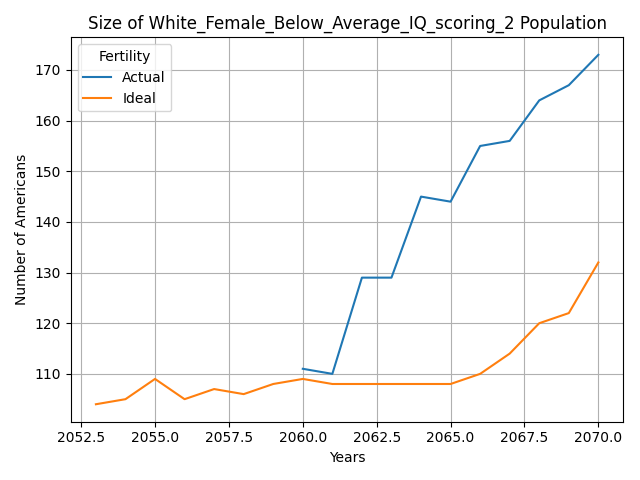 Size of White_Female_Below_Average_IQ_scoring_2 Population
Fertility
Actual
Ideal
170
160
150
140
130
120
110
Number of Americans
2052.5 2055.0 2057.5 2060.0 2062.5 2065.0 2067.5 2070.0
Years